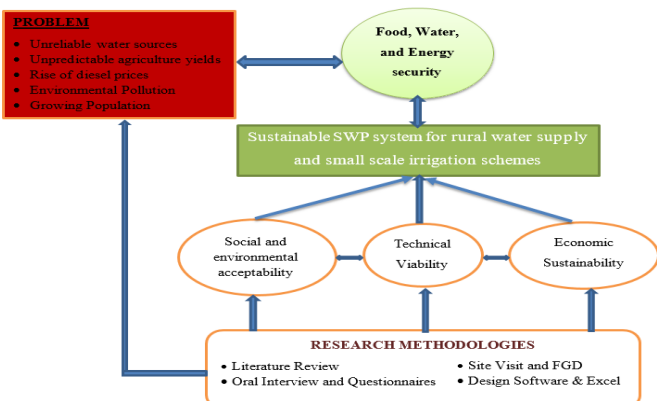 PROBLEM
• Unreliable water sources
• Unpredictable agriculture yields
• Rise of diesel prices
• Environmental Pollution
• Growing Population
Food, Water,
and Energy
security
Sustainable SWP system for rural water supply
and small scale irrigation schemes
Social and
environmental
acceptability
Technical
Viability
Economic
Sustainability
RESEARCH METHODOLOGIES
• Literature Review
• Oral Interview and Questionnaires
• Site Visit and FGD
• Design Software & Excel